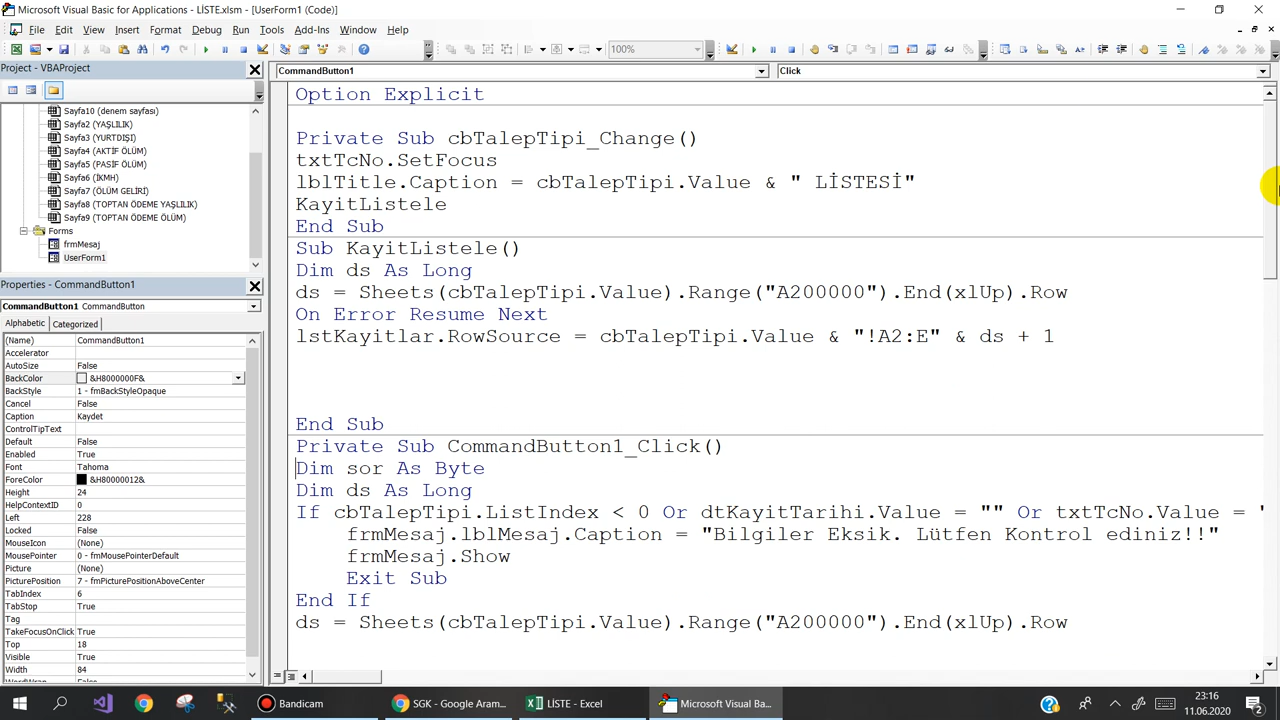 Microsoft Visual Basic for Applications - LİSTE.xlsm - [UserForm1 (Code)]
File Edit View Insert Format Debug Run Tools Add-Ins Window Help
100%
Project - VBAProject
Sayfa10 (denem sayfası)
Sayfa2 (YAŞLILIK)
Sayfa3 (YURTDIŞI)
Sayfa4 (AKTİF ÖLÜM)
Sayfa5 (PASİF ÖLÜM)
Sayfa6 (İKMH)
Sayfa7 (ÖLÜM GELİRİ)
Sayfa8 (TOPTAN ÖDEME YAŞLILIK)
Sayfa9 (TOPTAN ÖDEME ÖLÜM)
Forms
frmMesaj
UserForm1
Properties - CommandButton1
CommandButton1 CommandButton
Alphabetic Categorized
(Name) CommandButton1
Accelerator
AutoSize False
BackColor &H8000000F&
BackStyle 1 - fmBackStyleOpaque
Cancel False
Caption Kaydet
ControlTipText
Default False
Enabled True
Font Tahoma
ForeColor &H80000012&
Height 24
HelpContextID 0
Left 228
Locked False
MouseIcon (None)
MousePointer 0 - fmMousePointerDefault
Picture (None)
PicturePosition 7 - fmPicturePositionAboveCenter
TabIndex 6
TabStop True
Tag
TakeFocusOnClick True
Top 18
Visible True
Width 84
CommandButton1 Click
Option Explicit
Private Sub cbTalepTipi_Change()
txtTcNo.SetFocus
lblTitle.Caption = cbTalepTipi.Value & " LİSTESİ"
KayitListele
End Sub
Sub KayitListele()
Dim ds As Long
ds = Sheets(cbTalepTipi.Value).Range("A200000").End(xlUp).Row
On Error Resume Next
lstKayitlar.RowSource = cbTalepTipi.Value & "!A2:E" & ds + 1
End Sub
Private Sub CommandButton1_Click()
Dim sor As Byte
Dim ds As Long
If cbTalepTipi.ListIndex < 0 Or dtKayitTarihi.Value = "" Or txtTcNo.Value = "
frmMesaj.lblMesaj.Caption = "Bilgiler Eksik. Lütfen Kontrol ediniz!!"
frmMesaj.Show
Exit Sub
End If
ds = Sheets(cbTalepTipi.Value).Range("A200000").End(xlUp).Row
Bandicam
SGK - Google Aram...
LİSTE - Excel
Microsoft Visual Ba...
23:16
11.06.2020
2